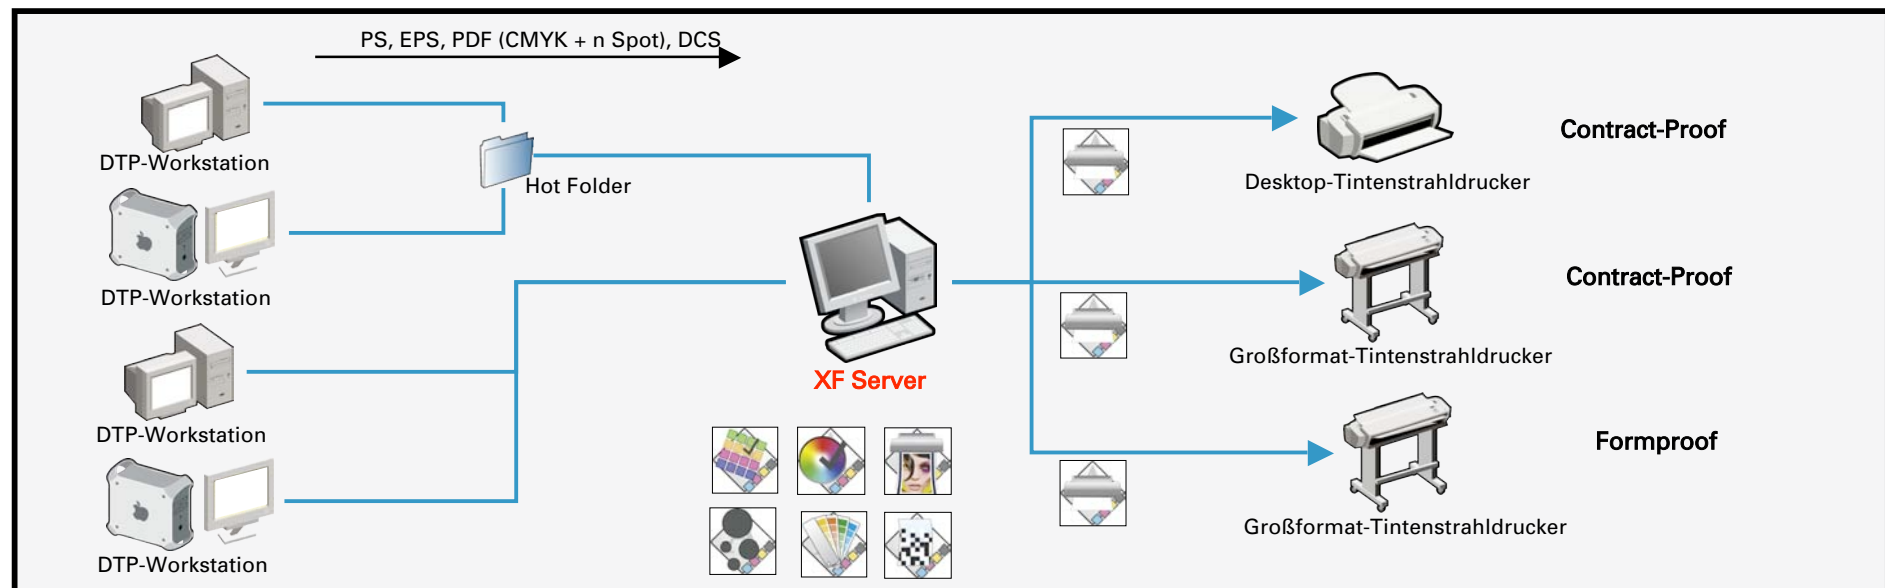 PS, EPS, PDF (CMYK + n Spot), DCS
DTP-Workstation
Hot Folder
DTP-Workstation
DTP-Workstation
DTP-Workstation
XF Server
Desktop-Tintenstrahldrucker
Contract-Proof
Großformat-Tintenstrahldrucker
Contract-Proof
Großformat-Tintenstrahldrucker
Formproof